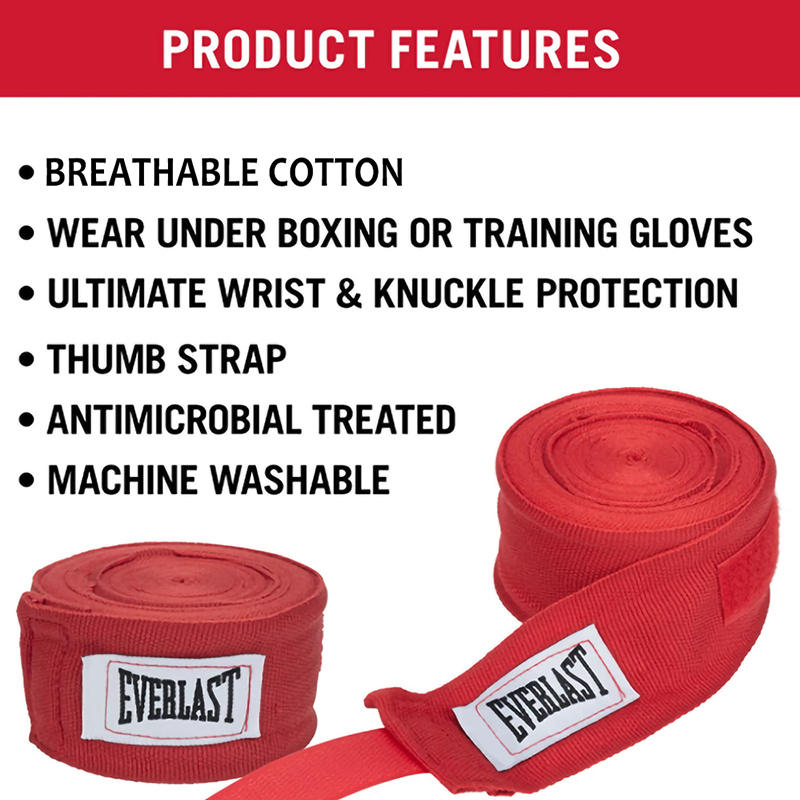 PRODUCT FEATURES
• BREATHABLE COTTON
• WEAR UNDER BOXING OR TRAINING GLOVES
• ULTIMATE WRIST & KNUCKLE PROTECTION
• THUMB STRAP
• ANTIMICROBIAL TREATED
• MACHINE WASHABLE
EVERLAST
EVERLAST